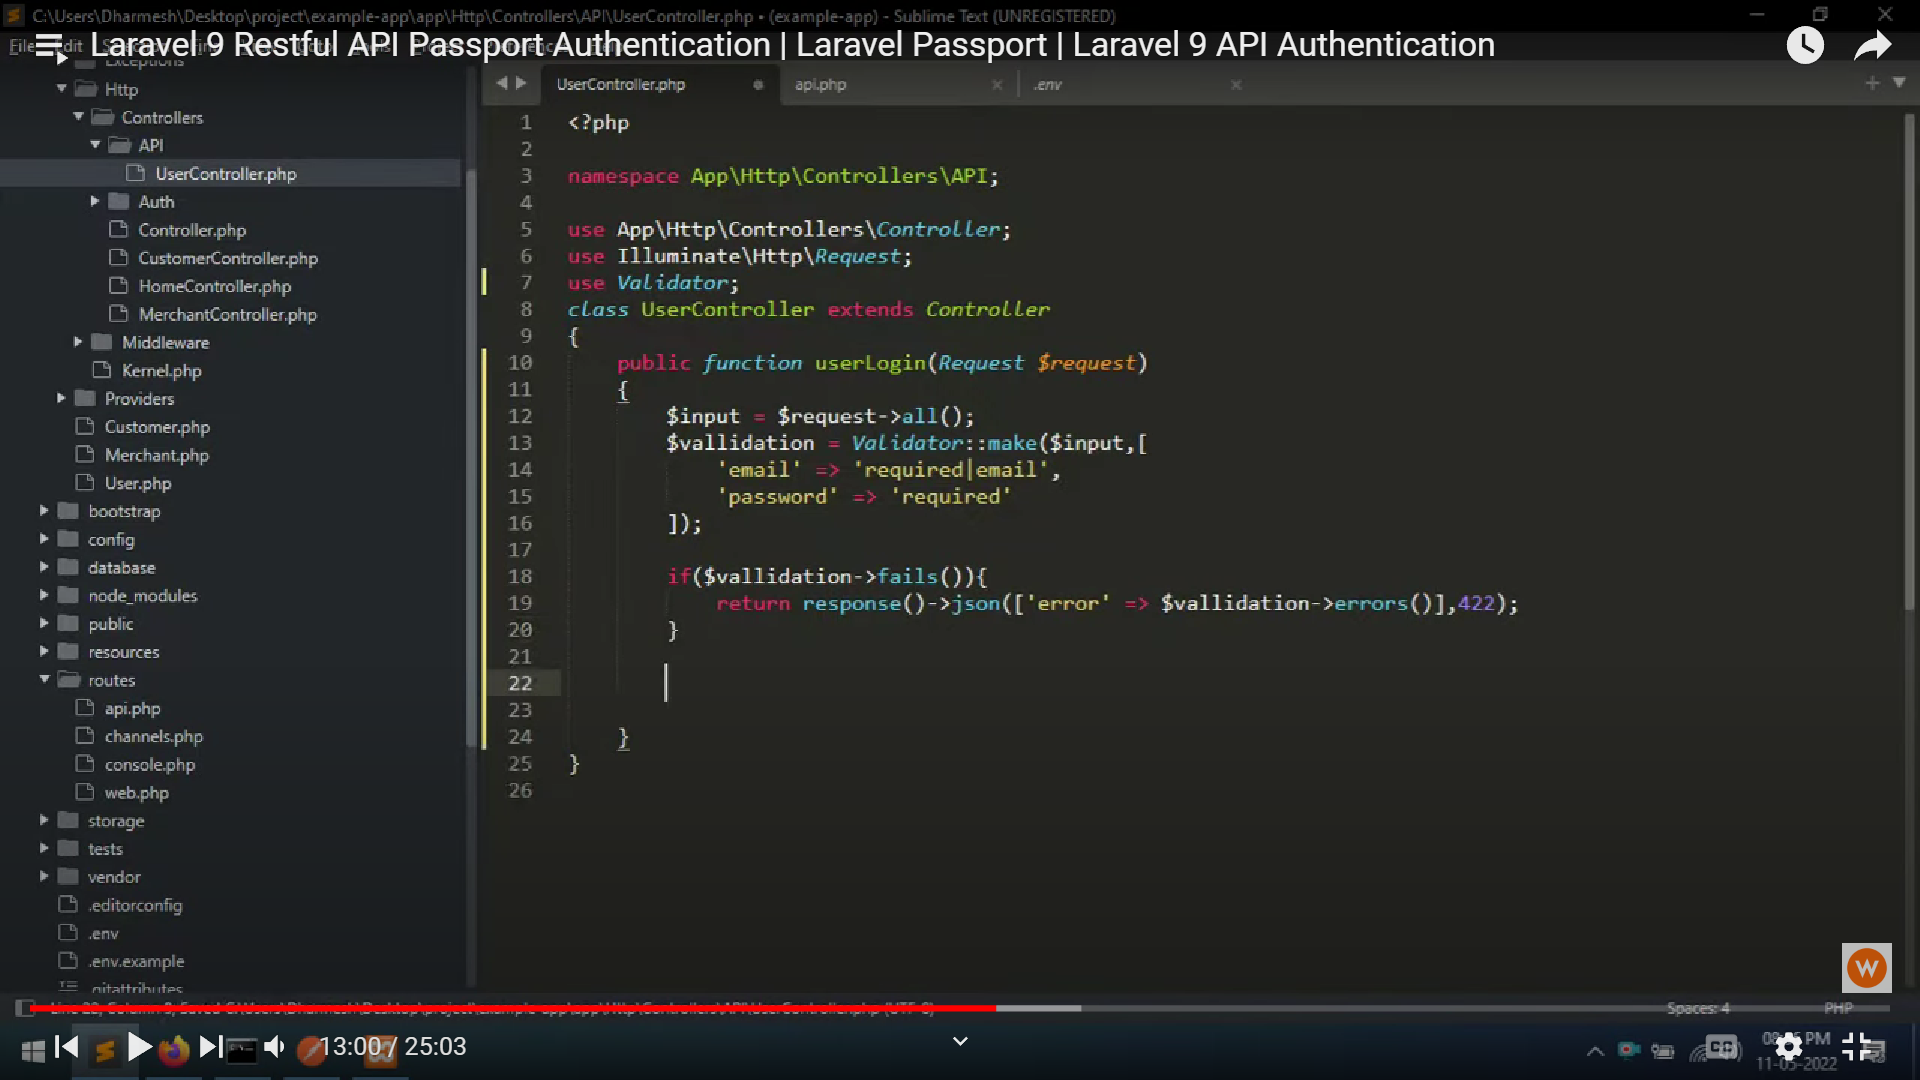 C:\Users\Dharmesh\Desktop\project\example-app\app\Http\Controllers\API\UserController.php • (example-app) - Sublime Text (UNREGISTERED)
Laravel 9 Restful API Passport Authentication | Laravel Passport | Laravel 9 API Authentication
File Edit
Exceptions
Http
Controllers
API
UserController.php
Auth
Controller.php
CustomerController.php
HomeController.php
MerchantController.php
Middleware
Kernel.php
Providers
Customer.php
Merchant.php
User.php
bootstrap
config
database
node_modules
public
resources
routes
api.php
channels.php
console.php
web.php
storage
tests
vendor
.editorconfig
.env
.env.example
.gitattributes
UserController.php api.php .env
1 <?php
2
3 namespace App\Http\Controllers\API;
4
5 use App\Http\Controllers\Controller;
6 use Illuminate\Http\Request;
7 use Validator;
8 class UserController extends Controller
9 {
10 public function userLogin(Request $request)
11 {
12 $input = $request->all();
13 $vallidation = Validator::make($input,[
14 'email' => 'required|email',
15 'password' => 'required'
16 ]);
17
18 if($vallidation->fails()){
19 return response()->json(['error' => $vallidation->errors()],422);
20 }
21
22
23
24 }
25 }
26
W
Spaces: 4 PHP
13:00 / 25:03
CC
PM
11-05-2022